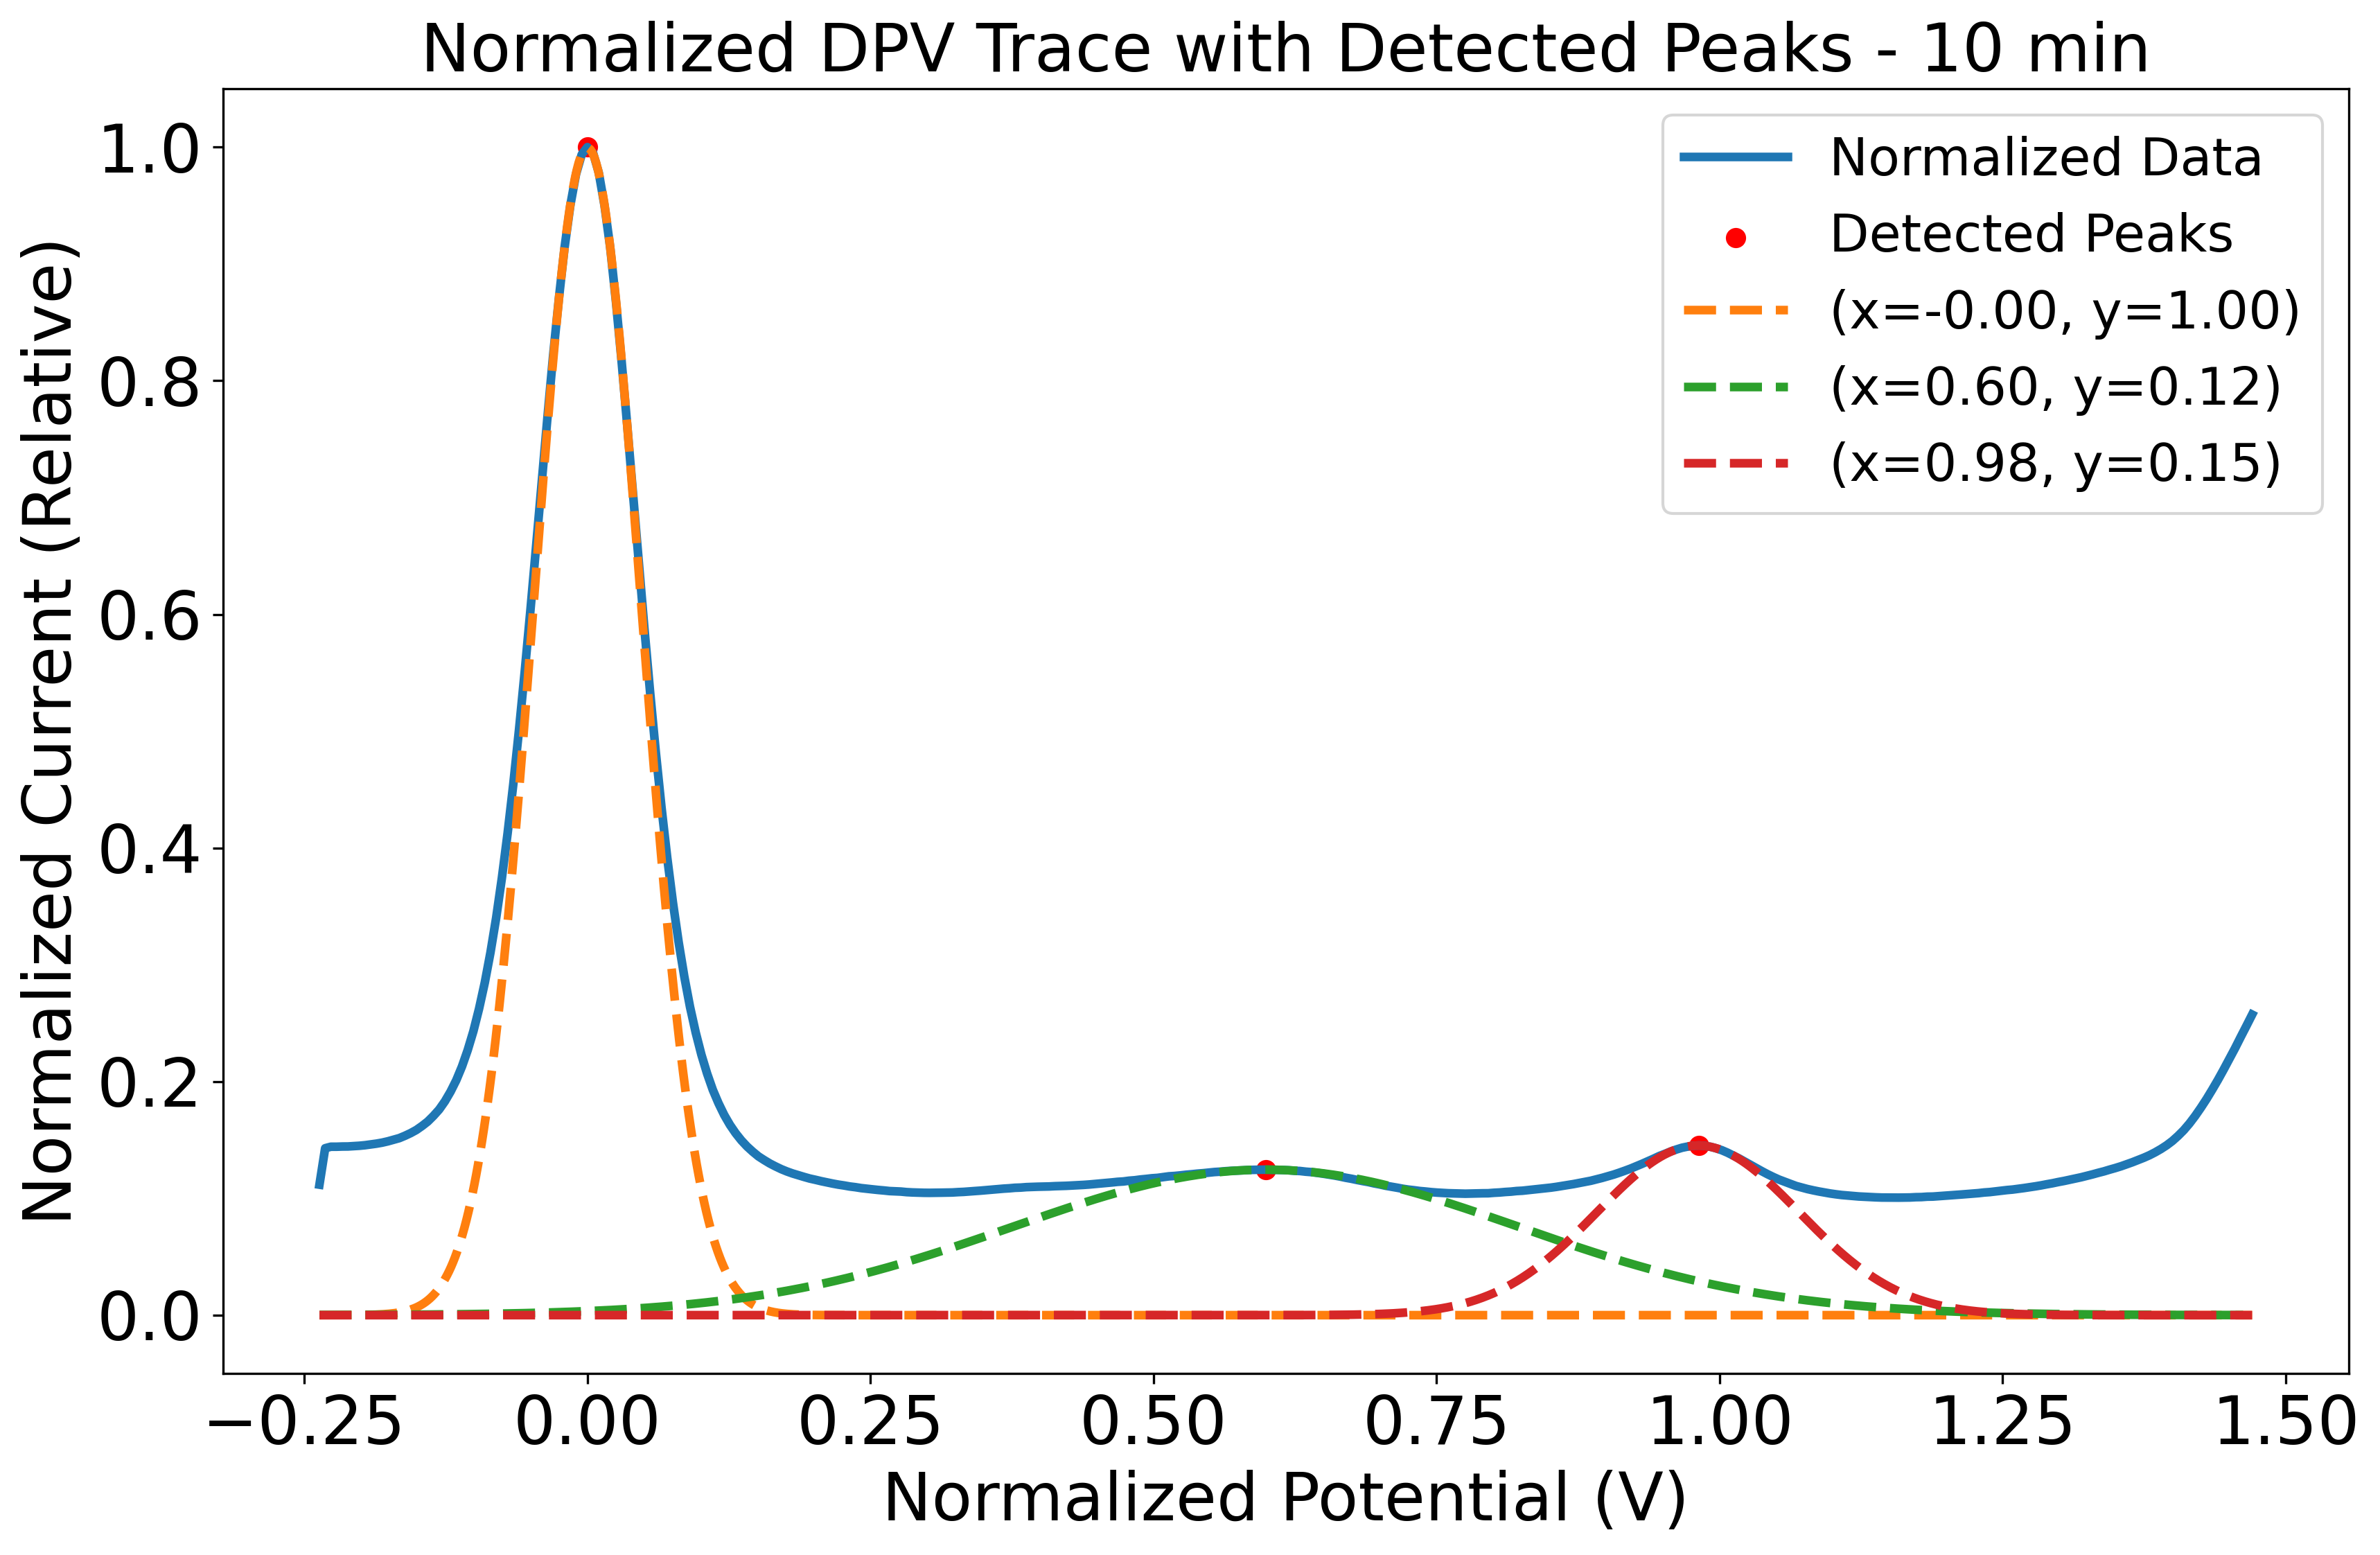 Normalized DPV Trace with Detected Peaks - 10 min
Normalized Current (Relative)
1.0
0.8
0.6
0.4
0.2
0.0
Normalized Data
Detected Peaks
(x=-0.00, y=1.00)
(x=0.60, y=0.12)
(x=0.98, y=0.15)
−0.25 0.00 0.25 0.50 0.75 1.00 1.25 1.50
Normalized Potential (V)